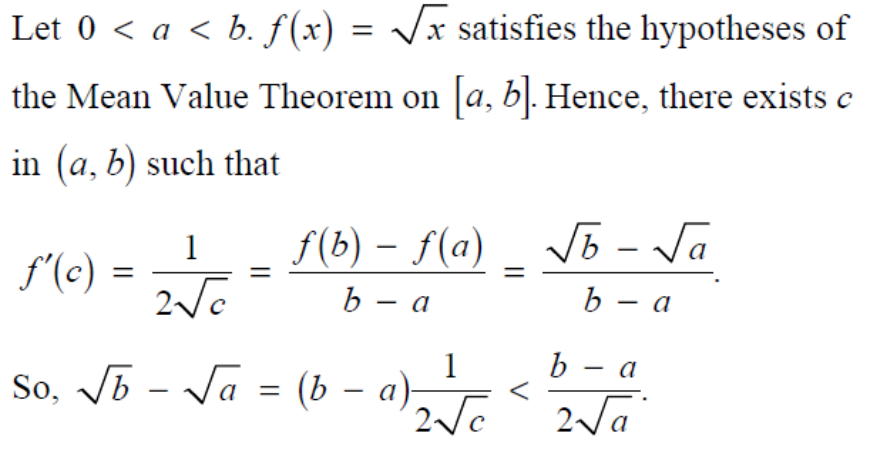 Let 0 < a < b. f(x) = √x satisfies the hypotheses of
the Mean Value Theorem on [a, b]. Hence, there exists c
in (a, b) such that
f′(c) = 1/(2√c) = (f(b) − f(a))/(b − a) = (√b − √a)/(b − a).
So, √b − √a = (b − a) 1/(2√c) < (b − a)/(2√a).